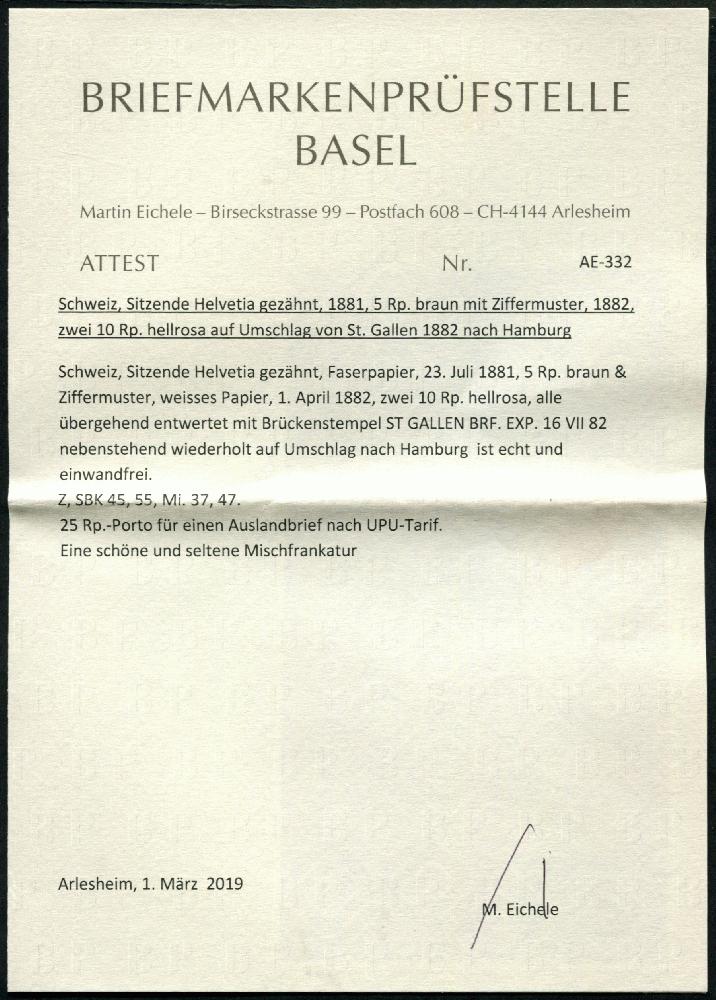 BRIEFMARKENPRÜFSTELLE
BASEL
Martin Eichele – Birseckstrasse 99 – Postfach 608 – CH-4144 Arlesheim
ATTEST Nr. AE-332
Schweiz, Sitzende Helvetia gezähnt, 1881, 5 Rp. braun mit Ziffermuster, 1882,
zwei 10 Rp. hellrosa auf Umschlag von St. Gallen 1882 nach Hamburg
Schweiz, Sitzende Helvetia gezähnt, Faserpapier, 23. Juli 1881, 5 Rp. braun &
Ziffermuster, weisses Papier, 1. April 1882, zwei 10 Rp. hellrosa, alle
übergehend entwertet mit Brückenstempel ST GALLEN BRF. EXP. 16 VII 82
nebenstehend wiederholt auf Umschlag nach Hamburg ist echt und
einwandfrei.
Z, SBK 45, 55, Mi. 37, 47.
25 Rp.-Porto für einen Auslandbrief nach UPU-Tarif.
Eine schöne und seltene Mischfrankatur
Arlesheim, 1. März 2019
M. Eichele